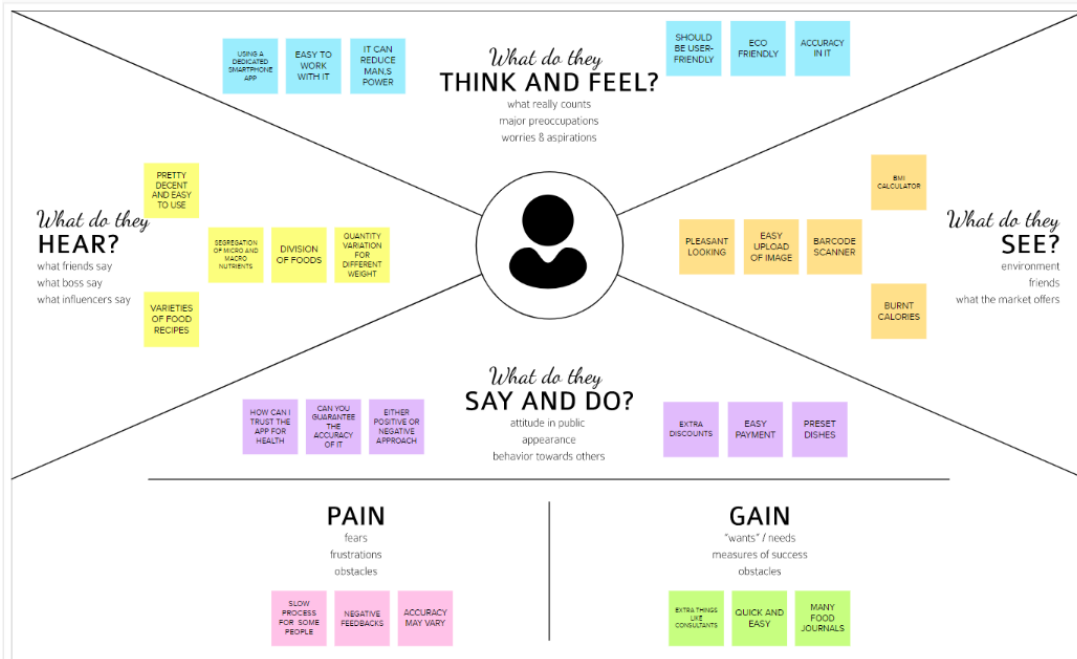 USING A
DEDICATED
SMARTPHONE
APP
EASY TO
WORK
WITH IT
IT CAN
REDUCE
MAN,S
POWER
What do they
THINK AND FEEL?
what really counts
major preoccupations
worries & aspirations
SHOULD
BE USER-
FRIENDLY
ECO
FRIENDLY
ACCURACY
IN IT
What do they
HEAR?
what friends say
what boss say
what influencers say
PRETTY
DECENT
AND EASY
TO USE
SEGREGATION
OF MICRO AND
MACRO
NUTRIENTS
DIVISION
OF FOODS
QUANTITY
VARIATION
FOR
DIFFERENT
WEIGHT
VARIETIES
OF FOOD
RECIPES
BMI
CALCULATOR
PLEASANT
LOOKING
EASY
UPLOAD
OF IMAGE
BARCODE
SCANNER
BURNT
CALORIES
What do they
SEE?
environment
friends
what the market offers
What do they
SAY AND DO?
attitude in public
appearance
behavior towards others
HOW CAN I
TRUST THE
APP FOR
HEALTH
CAN YOU
GUARANTEE
THE
ACCURACY
OF IT
EITHER
POSITIVE OR
NEGATIVE
APPROACH
EXTRA
DISCOUNTS
EASY
PAYMENT
PRESET
DISHES
PAIN
fears
frustrations
obstacles
SLOW
PROCESS
FOR SOME
PEOPLE
NEGATIVE
FEEDBACKS
ACCURACY
MAY VARY
GAIN
"wants" / needs
measures of success
obstacles
EXTRA THINGS
LIKE
CONSULTANTS
QUICK AND
EASY
MANY
FOOD
JOURNALS